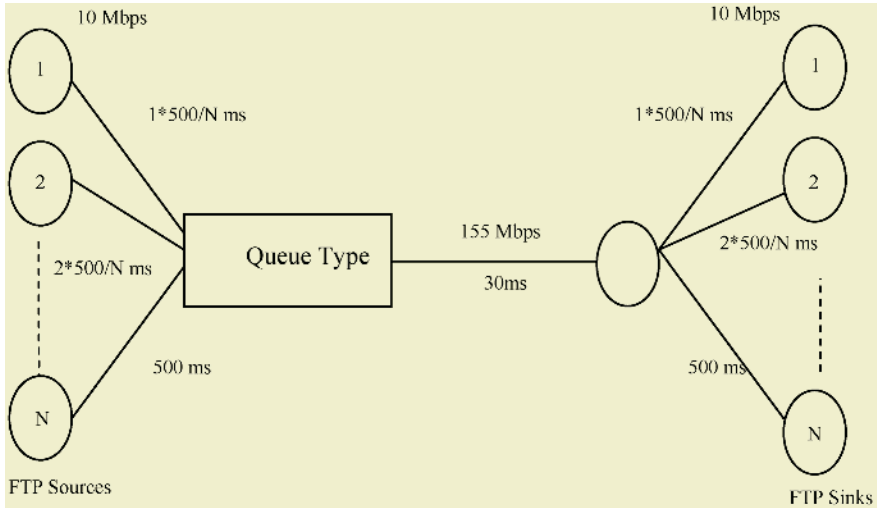 10 Mbps
10 Mbps
1
1
1*500/N ms
1*500/N ms
2
2
155 Mbps
2*500/N ms
Queue Type
2*500/N ms
30ms
500 ms
500 ms
N
N
FTP Sources
FTP Sinks